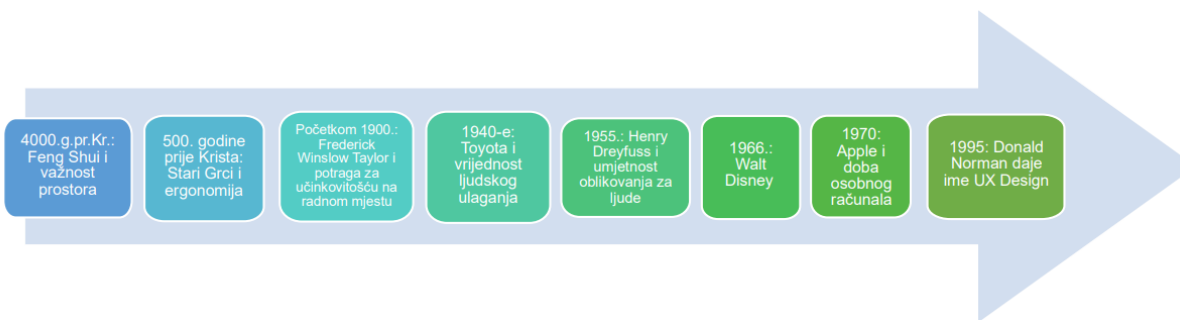 4000.g.pr.Kr.:
Feng Shui i
važnost
prostora
500. godine
prije Krista:
Stari Grci i
ergonomija
Početkom 1900.:
Frederick
Winslow Taylor i
potraga za
učinkovitošću na
radnom mjestu
1940-e:
Toyota i
vrijednost
ljudskog
ulaganja
1955.: Henry
Dreyfuss i
umjetnost
oblikovanja za
ljude
1966.:
Walt
Disney
1970:
Apple i
doba
osobnog
računala
1995: Donald
Norman daje
ime UX Design